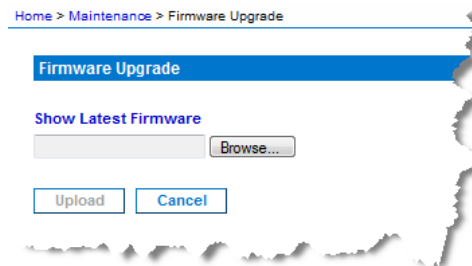 Home > Maintenance > Firmware Upgrade
Firmware Upgrade
Show Latest Firmware
Browse...
Upload Cancel